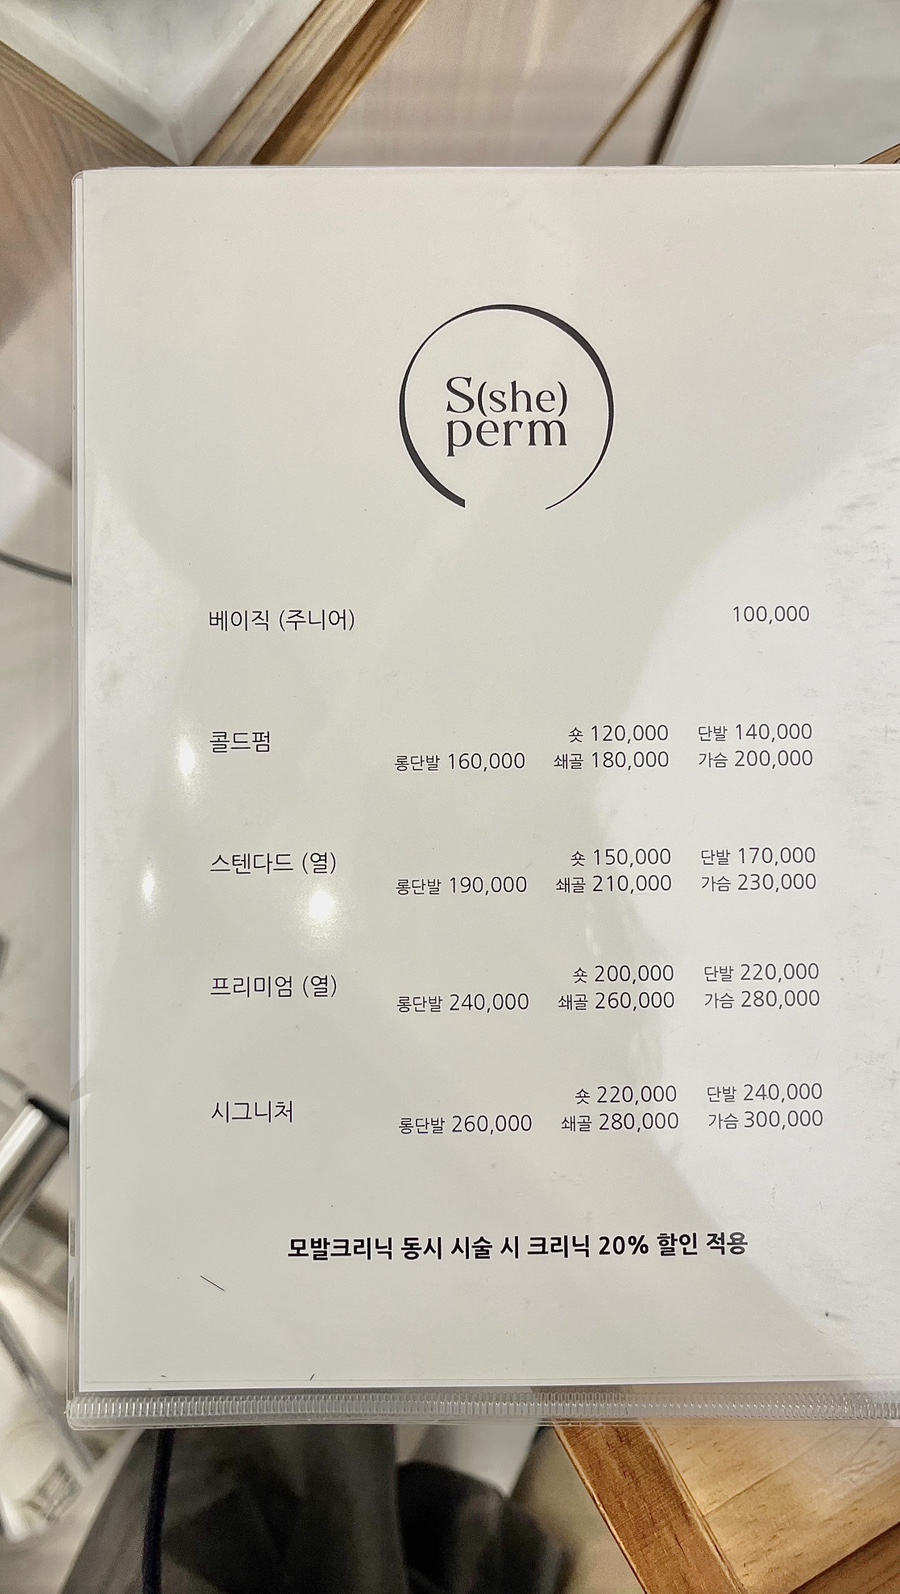 S(she)
perm
베이직 (주니어) 100,000
콜드펌 숏 120,000 단발 140,000
롱단발 160,000 쇄골 180,000 가슴 200,000
스텐다드 (열) 숏 150,000 단발 170,000
롱단발 190,000 쇄골 210,000 가슴 230,000
프리미엄 (열) 숏 200,000 단발 220,000
롱단발 240,000 쇄골 260,000 가슴 280,000
시그니처 숏 220,000 단발 240,000
롱단발 260,000 쇄골 280,000 가슴 300,000
모발크리닉 동시 시술 시 크리닉 20% 할인 적용